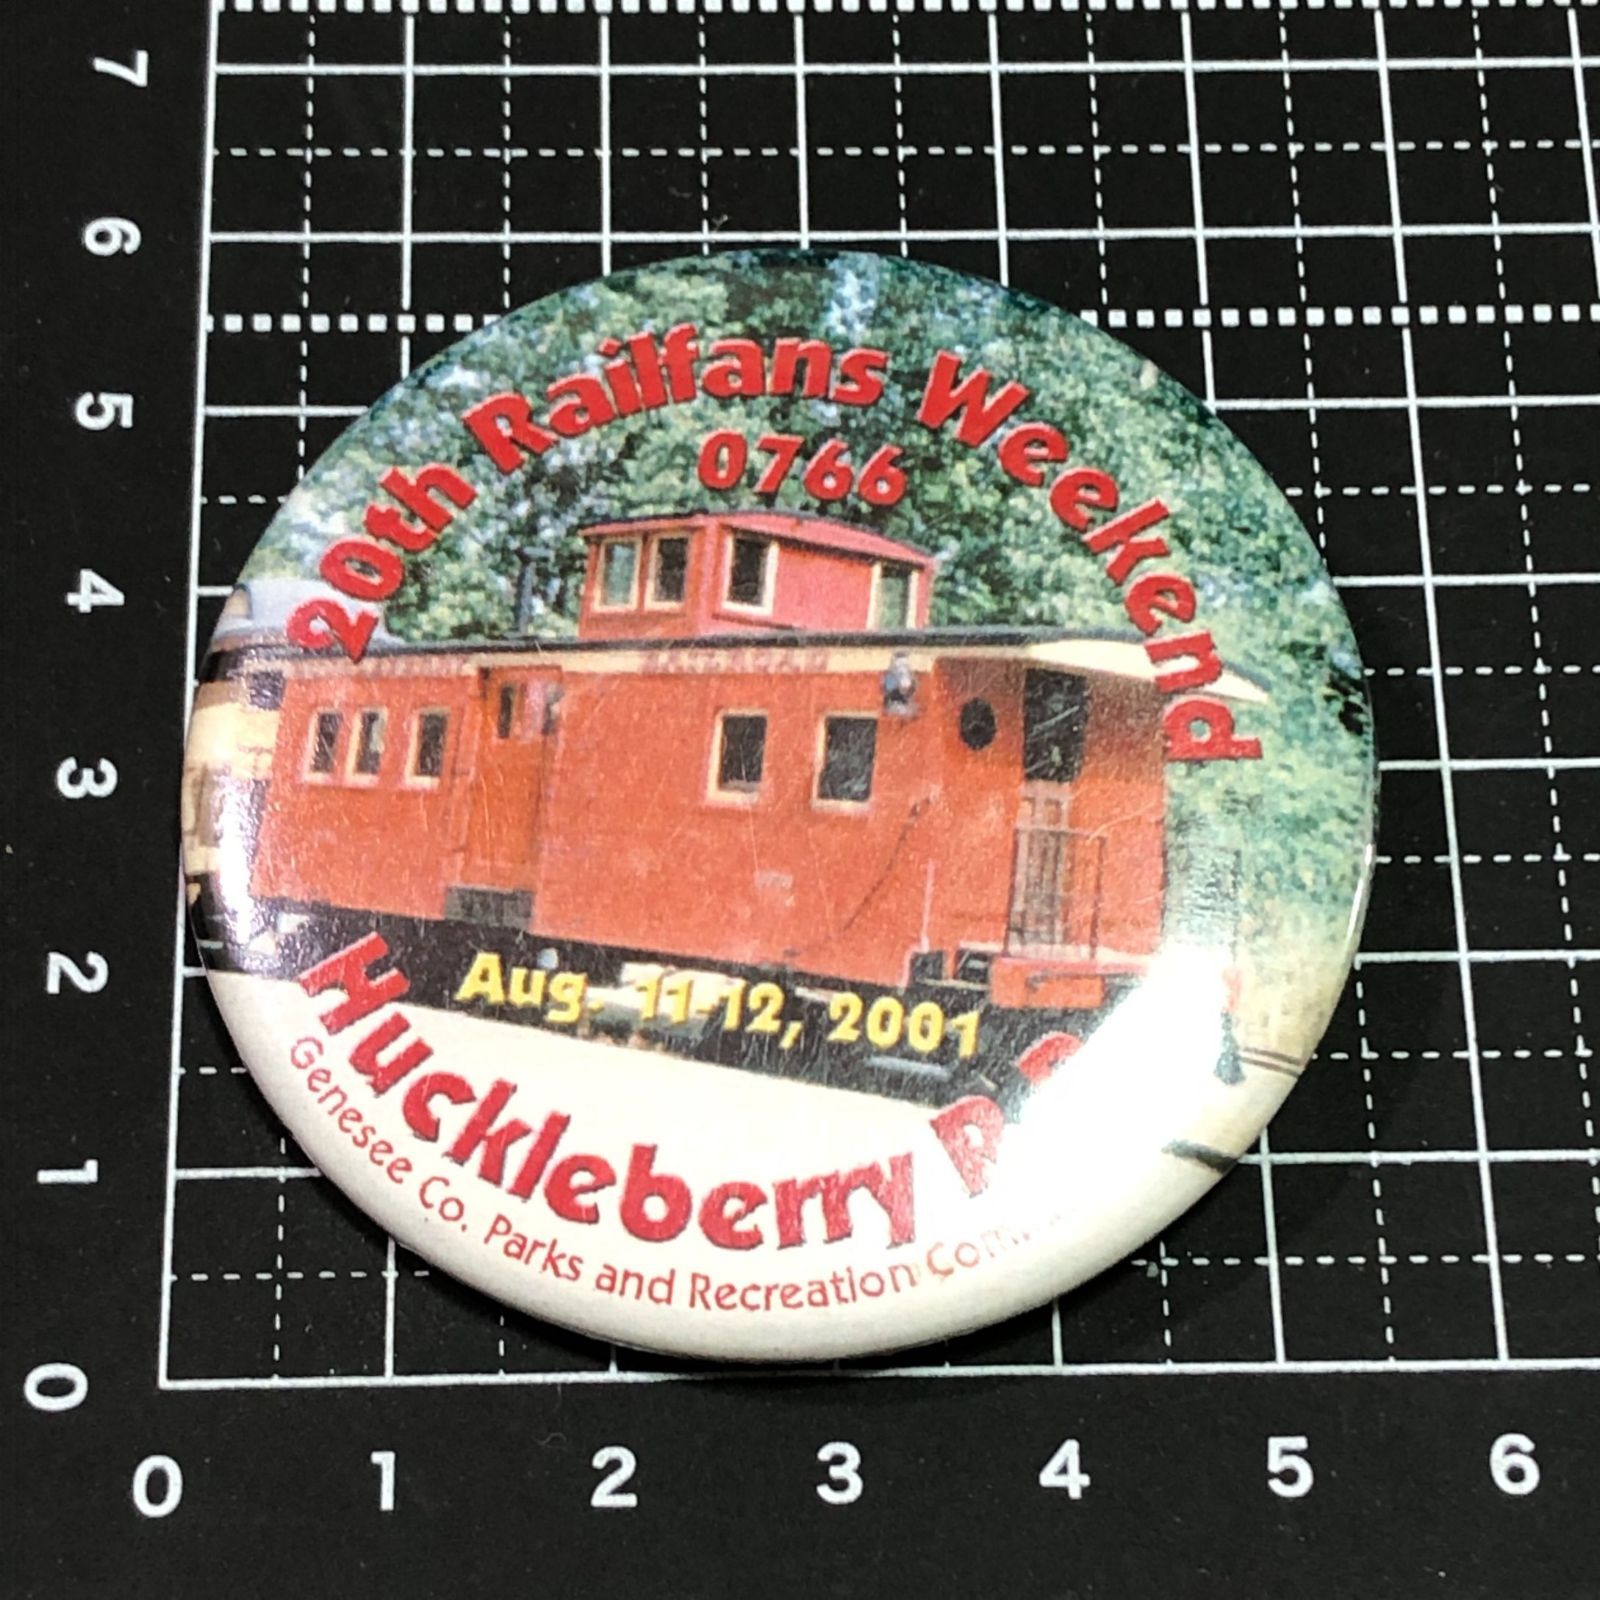 7
6
5
4
3
2
1
0
20th Railfans Weekend
0766
Aug. 11-12, 2001
Huckleberry
Genesee Co. Parks and Recreation
0 1 2 3 4 5 6